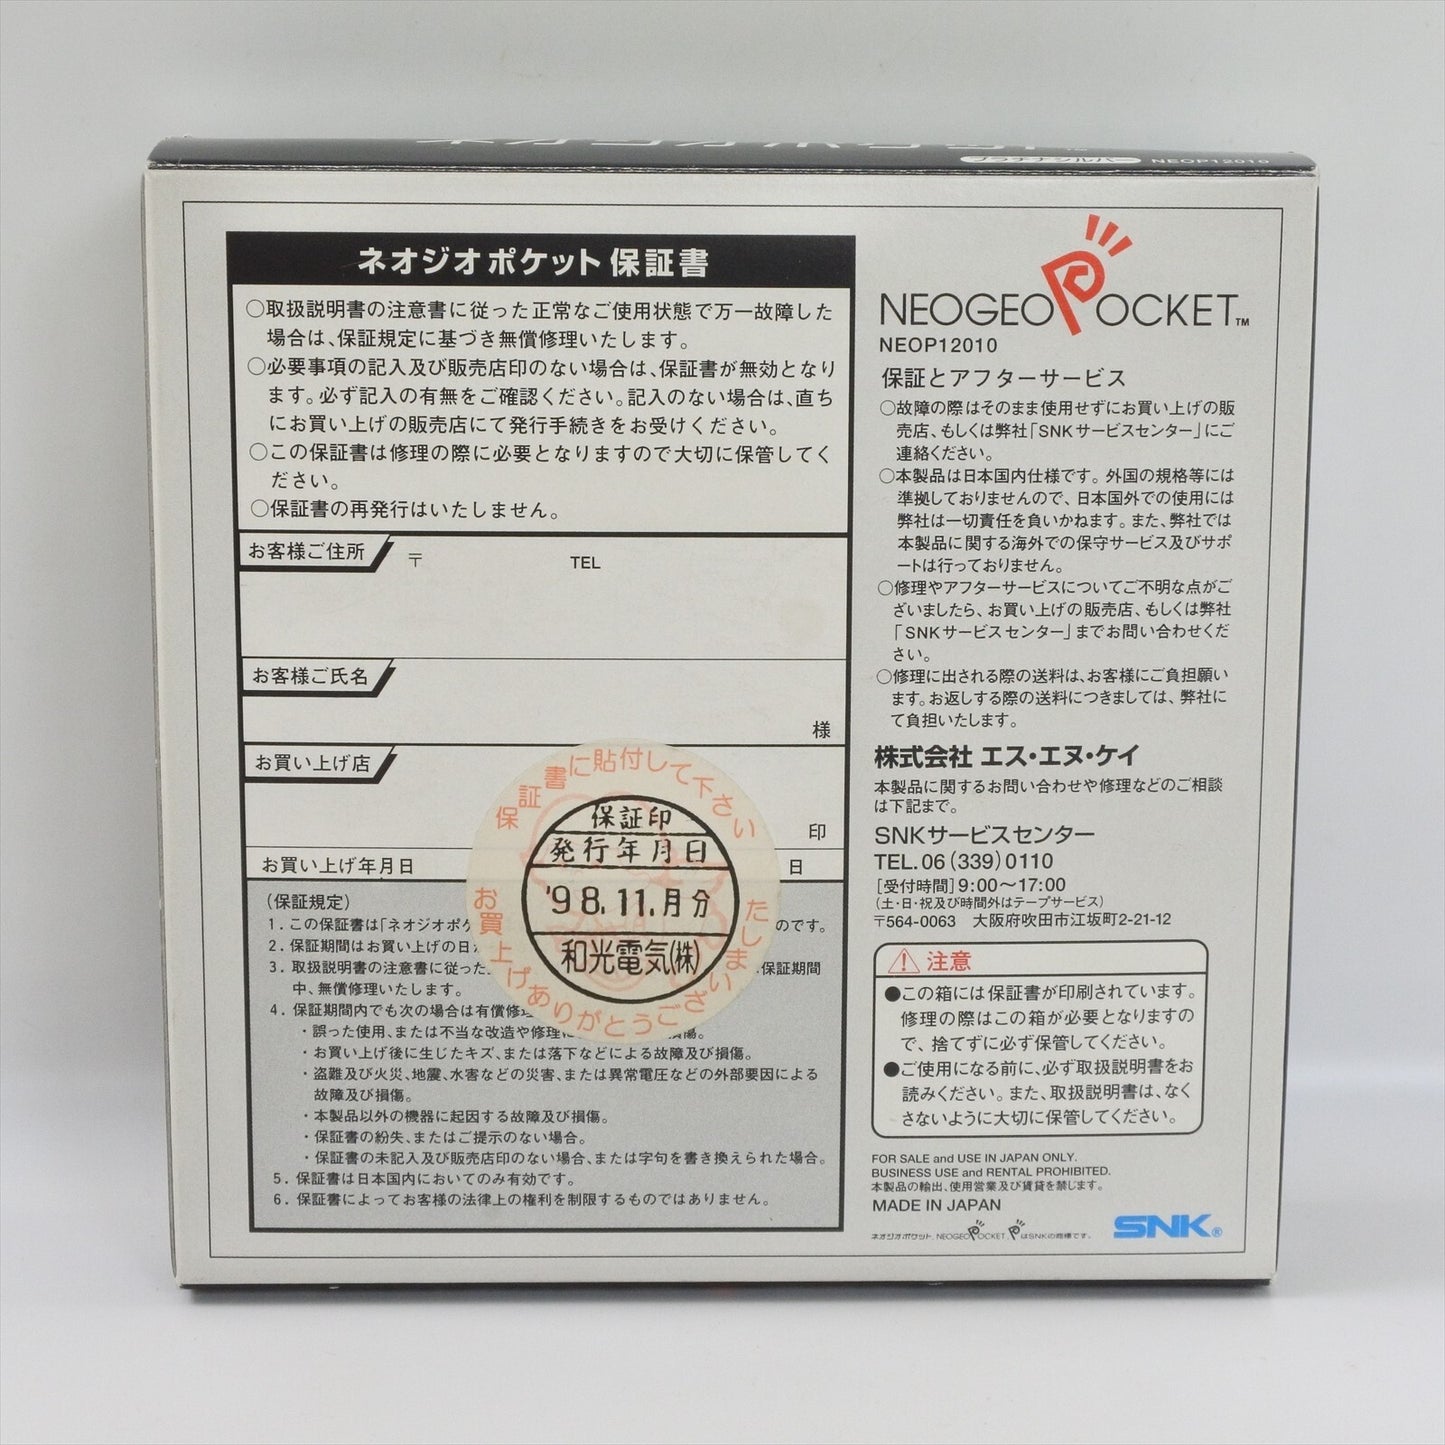 プラチナシルバー NEOP12010
ネオジオポケット 保証書
○取扱説明書の注意書に従った正常なご使用状態で万一故障した
場合は、保証規定に基づき無償修理いたします。
○必要事項の記入及び販売店印のない場合は、保証書が無効となり
ます。必ず記入の有無をご確認ください。記入のない場合は、直ち
にお買い上げの販売店にて発行手続きをお受けください。
○この保証書は修理の際に必要となりますので大切に保管してく
ださい。
○保証書の再発行はいたしません。
お客様ご住所 〒 TEL
お客様ご氏名
様
お買い上げ店
印
お買い上げ年月日 日
保証書に貼付して下さい
保証印
発行年月日
'98.11.月分
和光電気(株)
お買上げありがとうございました
(保証規定)
1. この保証書は「ネオジオポケ のです。
2. 保証期間はお買い上げの日
3. 取扱説明書の注意書に従った 保証期間
中、無償修理いたします。
4. 保証期間内でも次の場合は有償修理
・誤った使用、または不当な改造や修理に 損傷。
・お買い上げ後に生じたキズ、または落下などによる故障及び損傷。
・盗難及び火災、地震、水害などの災害、または異常電圧などの外部要因による
故障及び損傷。
・本製品以外の機器に起因する故障及び損傷。
・保証書の紛失、またはご提示のない場合。
・保証書の未記入及び販売店印のない場合、または字句を書き換えられた場合。
5. 保証書は日本国内においてのみ有効です。
6. 保証書によってお客様の法律上の権利を制限するものではありません。
NEOGEO POCKET™
NEOP12010
保証とアフターサービス
○故障の際はそのまま使用せずにお買い上げの販
売店、もしくは弊社「SNKサービスセンター」にご
連絡ください。
○本製品は日本国内仕様です。外国の規格等には
準拠しておりませんので、日本国外での使用には
弊社は一切責任を負いかねます。また、弊社では
本製品に関する海外での保守サービス及びサポ
ートは行っておりません。
○修理やアフターサービスについてご不明な点がご
ざいましたら、お買い上げの販売店、もしくは弊社
「SNKサービスセンター」までお問い合わせくだ
さい。
○修理に出される際の送料は、お客様にご負担願い
ます。お返しする際の送料につきましては、弊社に
て負担いたします。
株式会社 エス・エヌ・ケイ
本製品に関するお問い合わせや修理などのご相談
は下記まで。
SNKサービスセンター
TEL.06(339)0110
[受付時間]9:00〜17:00
(土・日・祝及び時間外はテープサービス)
〒564-0063 大阪府吹田市江坂町2-21-12
注意
●この箱には保証書が印刷されています。
修理の際はこの箱が必要となりますの
で、捨てずに必ず保管してください。
●ご使用になる前に、必ず取扱説明書をお
読みください。また、取扱説明書は、なく
さないように大切に保管してください。
FOR SALE and USE IN JAPAN ONLY.
BUSINESS USE and RENTAL PROHIBITED.
本製品の輸出、使用営業及び賃貸を禁じます。
MADE IN JAPAN
ネオジオポケット、NEOGEO POCKET、PはSNKの商標です。
SNK®